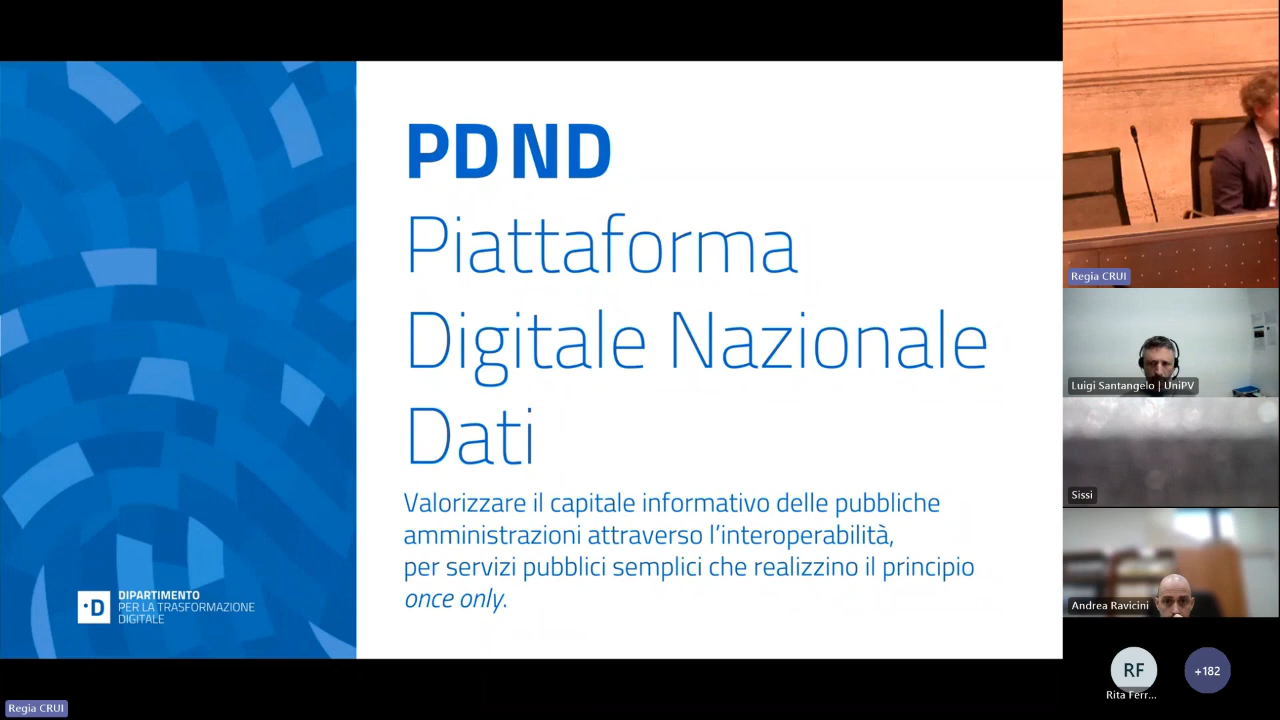 PDND
Piattaforma
Digitale Nazionale
Dati
Valorizzare il capitale informativo delle pubbliche
amministrazioni attraverso l'interoperabilità,
per servizi pubblici semplici che realizzino il principio
once only.
·D
DIPARTIMENTO
PER LA TRASFORMAZIONE
DIGITALE
Regia CRUI
Regia CRUI
Luigi Santangelo | UniPV
Sissi
Andrea Ravicini
RF
Rita Ferr...
+182